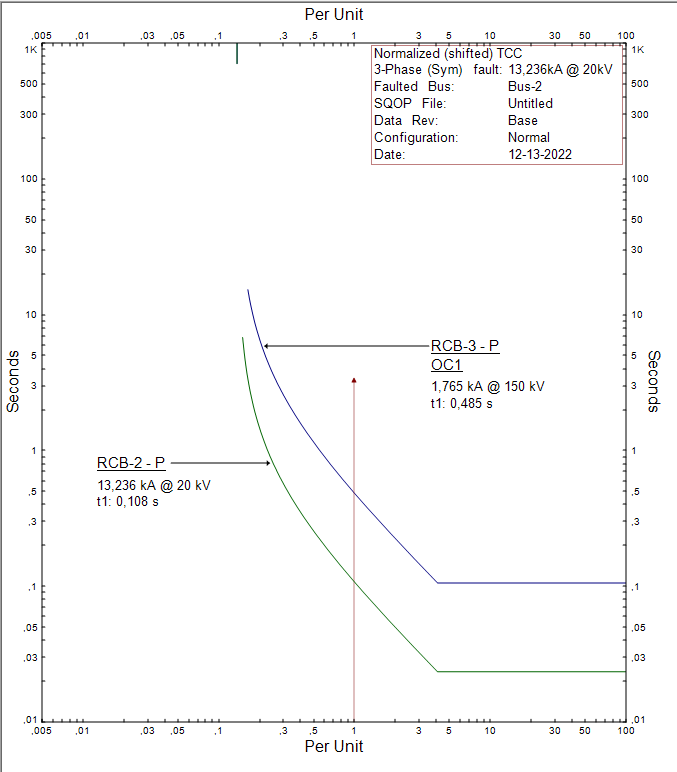 Per Unit
,005 ,01 ,03 ,05 ,1 ,3 ,5 1 3 5 10 30 50 100
1K 1K
Normalized (shifted) TCC
3-Phase (Sym) fault: 13,236kA @ 20kV
Faulted Bus: Bus-2
SQOP File: Untitled
Data Rev: Base
Configuration: Normal
Date: 12-13-2022
500 500
300 300
100 100
50 50
30 30
10 10
RCB-3 - P
5 5
OC1
Seconds Seconds
3 3
1,765 kA @ 150 kV
t1: 0,485 s
1 1
RCB-2 - P
13,236 kA @ 20 kV
,5 ,5
t1: 0,108 s
,3 ,3
,1 ,1
,05 ,05
,03 ,03
,01 ,01
,005 ,01 ,03 ,05 ,1 ,3 ,5 1 3 5 10 30 50 100
Per Unit